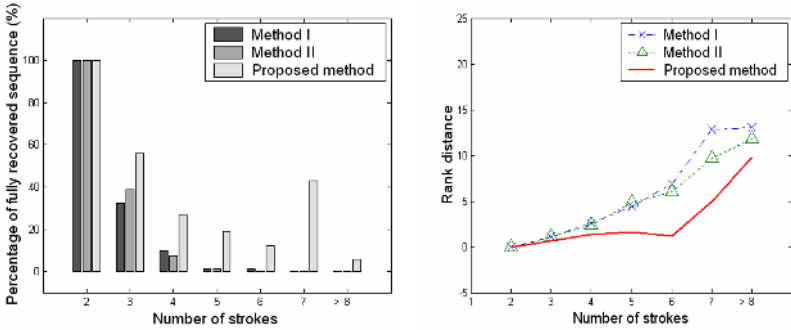 Percentage of fully recovered sequence (%)
100
80
60
40
20
0
Method I
Method II
Proposed method
2 3 4 5 6 7 > 8
Number of strokes
Rank distance
25
20
15
10
5
0
-5
Method I
Method II
Proposed method
1 2 3 4 5 6 7 > 8
Number of strokes